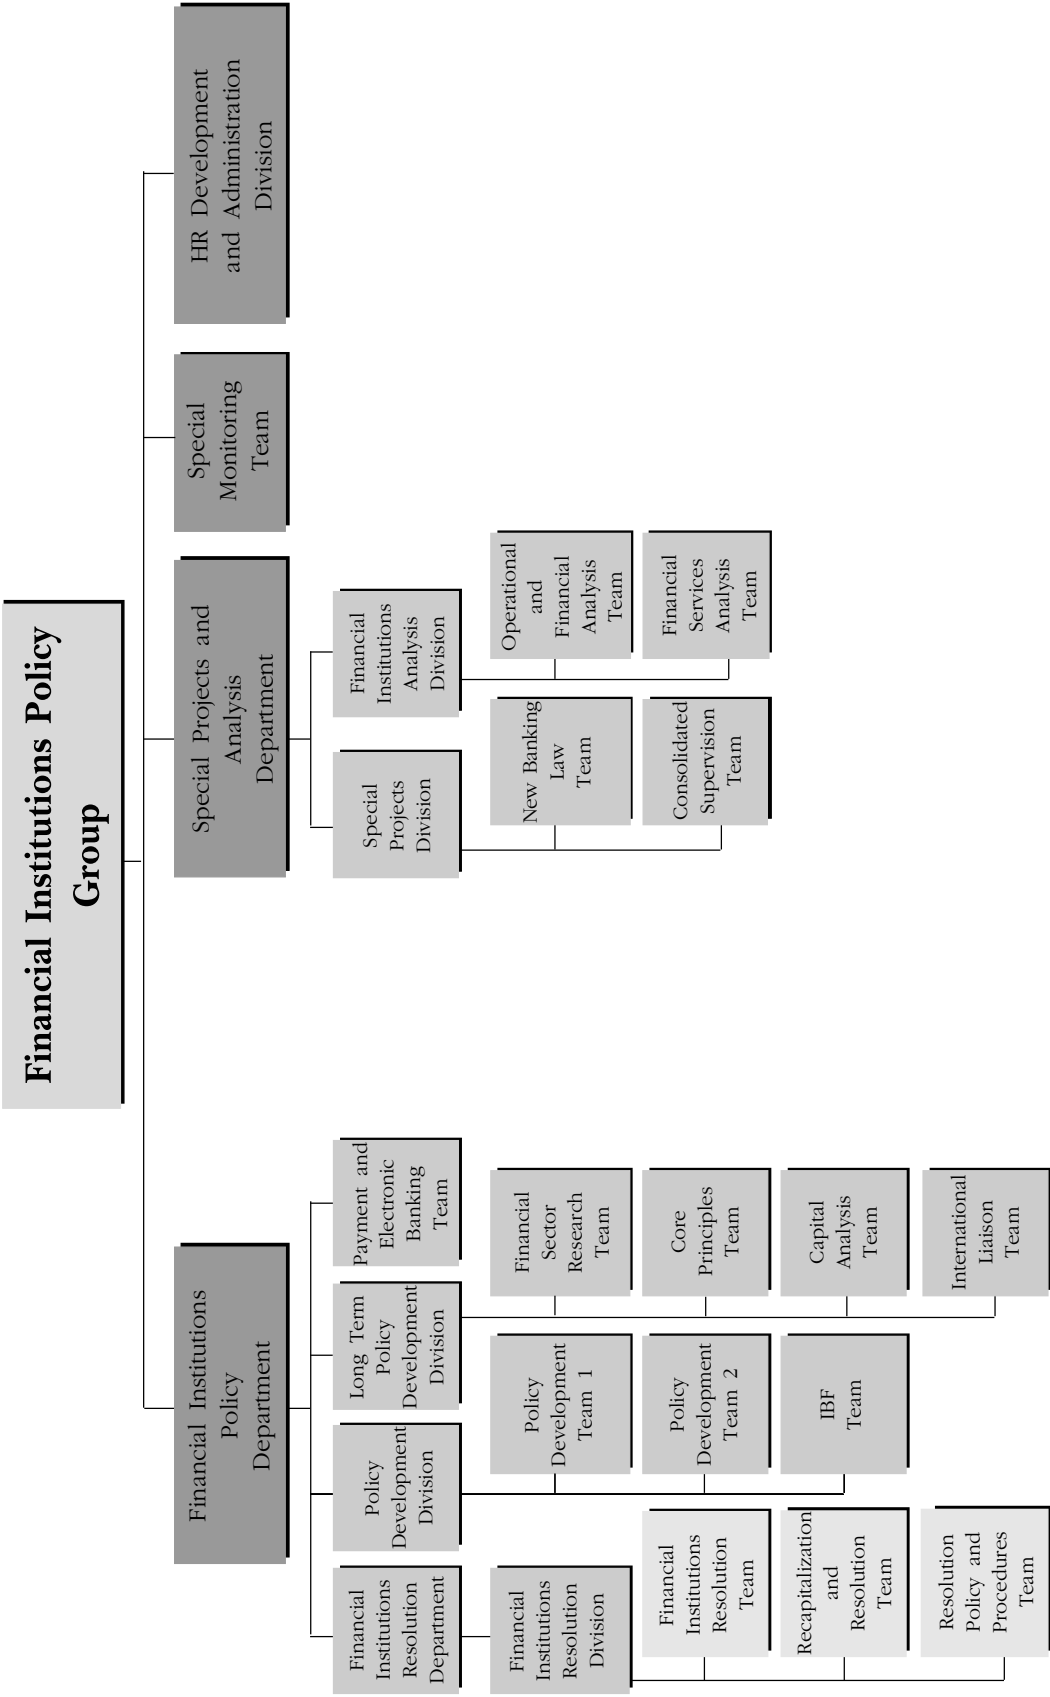 Financial Institutions Policy
Group
Financial Institutions
Policy
Department
Special Projects and
Analysis
Department
Special
Monitoring
Team
HR Development
and Administration
Division
Financial
Institutions
Resolution
Department
Policy
Development
Division
Long Term
Policy
Development
Division
Payment and
Electronic
Banking
Team
Special
Projects
Division
Financial
Institutions
Analysis
Division
Financial
Institutions
Resolution
Division
Policy
Development
Team 1
Financial
Sector
Research
Team
New Banking
Law
Team
Operational
and
Financial
Analysis
Team
Financial
Institutions
Resolution
Team
Policy
Development
Team 2
Core
Principles
Team
Consolidated
Supervision
Team
Financial
Services
Analysis
Team
Recapitalization
and
Resolution
Team
IBF
Team
Capital
Analysis
Team
Resolution
Policy and
Procedures
Team
International
Liaison
Team